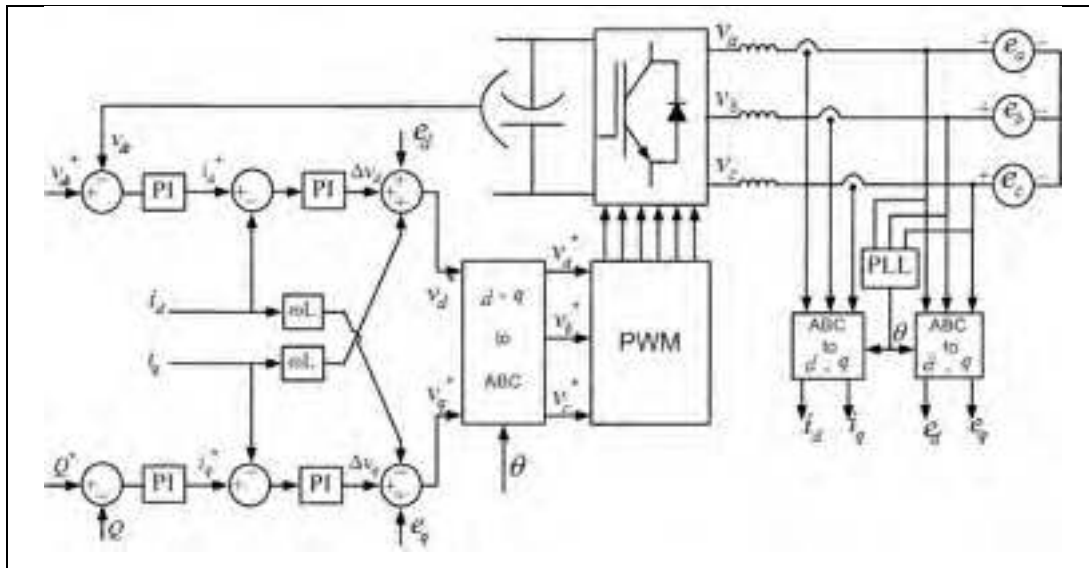 v_a
e_a
v_b
e_b
v_c
e_c
v_dc
e_d
v_dc^*
PI
i_d^*
PI
Δv_d
PLL
i_d
ωL
v_d
d - q
to
ABC
v_a^*
v_b^*
v_c^*
PWM
i_q
ωL
v_q^*
ABC
to
d - q
θ
ABC
to
d - q
i_d
i_q
e_d
e_q
Q^*
PI
i_q^*
PI
Δv_q
θ
Q
e_q